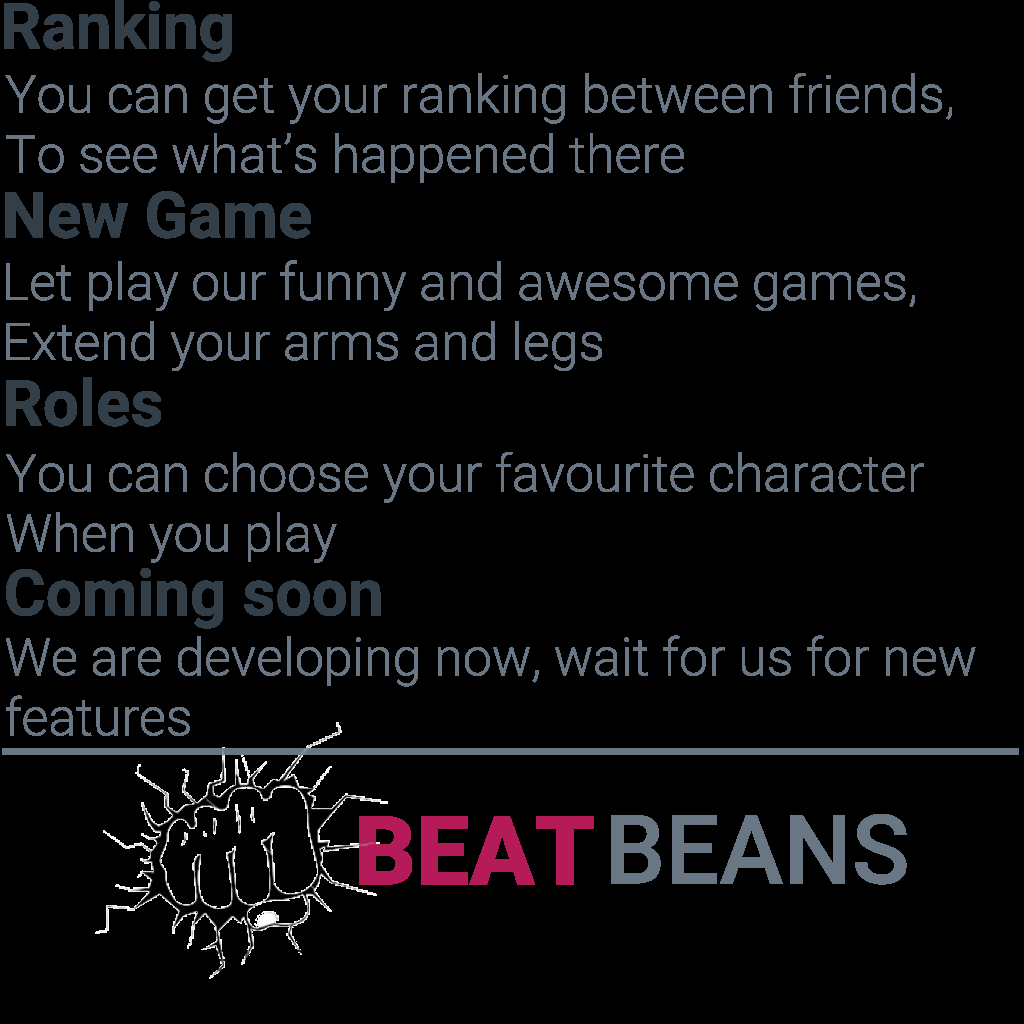 Ranking
You can get your ranking between friends,
To see what’s happened there
New Game
Let play our funny and awesome games,
Extend your arms and legs
Roles
You can choose your favourite character
When you play
Coming soon
We are developing now, wait for us for new
features
BEAT BEANS